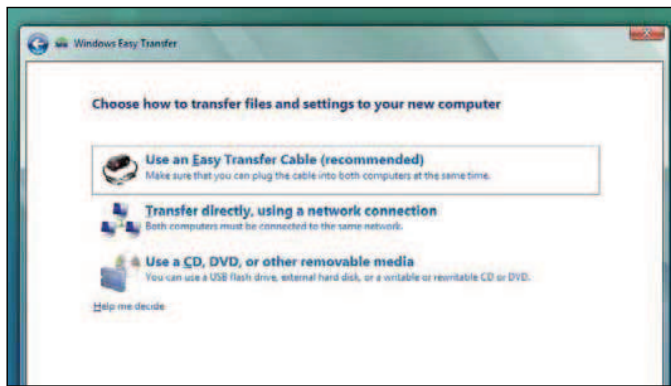 Windows Easy Transfer
Choose how to transfer files and settings to your new computer
Use an Easy Transfer Cable (recommended)
Make sure that you can plug the cable into both computers at the same time.
Transfer directly, using a network connection
Both computers must be connected to the same network.
Use a CD, DVD, or other removable media
You can use a USB flash drive, external hard disk, or a writable or rewritable CD or DVD.
Help me decide